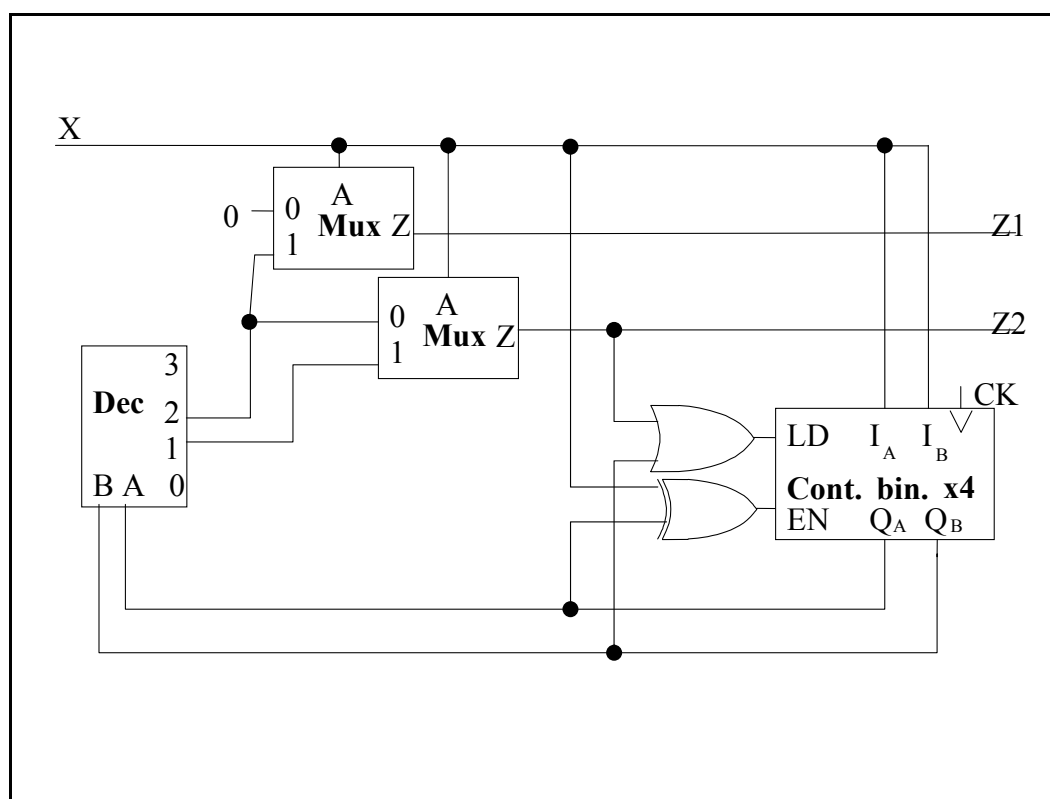 X
A
0 0
Mux Z
1
Z1
A
0
Mux Z
1
Z2
3
Dec
2
1
B A 0
CK
LD I A I B
Cont. bin. x4
EN Q A Q B